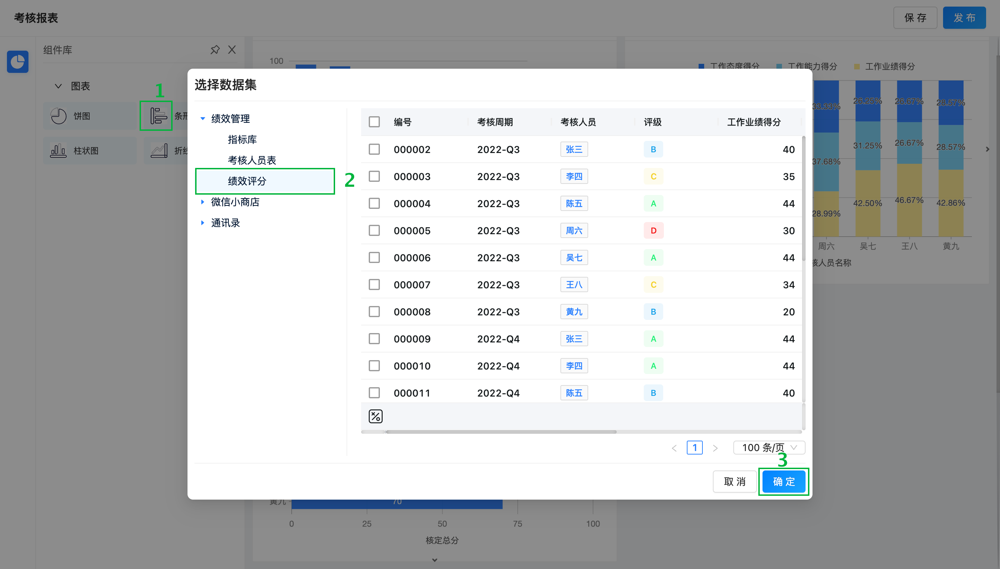 考核报表
保 存
发 布
组件库
图表
1
饼图
条形
柱状图
折线
100
工作态度得分
工作能力得分
工作业绩得分
选择数据集
绩效管理
指标库
考核人员表
绩效评分
2
微信小商店
通讯录
编号 考核周期 考核人员 评级 工作业绩得分
000002 2022-Q3 张三 B 40
000003 2022-Q3 李四 C 35
000004 2022-Q3 陈五 A 44
000005 2022-Q3 周六 D 30
000006 2022-Q3 吴七 A 44
000007 2022-Q3 王八 C 34
000008 2022-Q3 黄九 B 20
000009 2022-Q4 张三 A 44
000010 2022-Q4 李四 A 44
000011 2022-Q4 陈五 B 40
1
100 条/页
3
取 消
确 定
33.33% 26.25% 26.67% 28.57%
37.68% 31.25% 26.67% 28.57%
28.99% 42.50% 46.67% 42.86%
周六 吴七 王八 黄九
核人员名称
黄九
70
0 25 50 75 100
核定总分